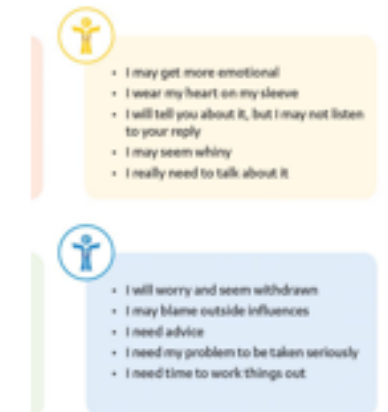 • I may get more emotional
• I wear my heart on my sleeve
• I will tell you about it, but I may not listen
to your reply
• I may seem whiny
• I really need to talk about it
• I will worry and seem withdrawn
• I may blame outside influences
• I need advice
• I need my problem to be taken seriously
• I need time to work things out